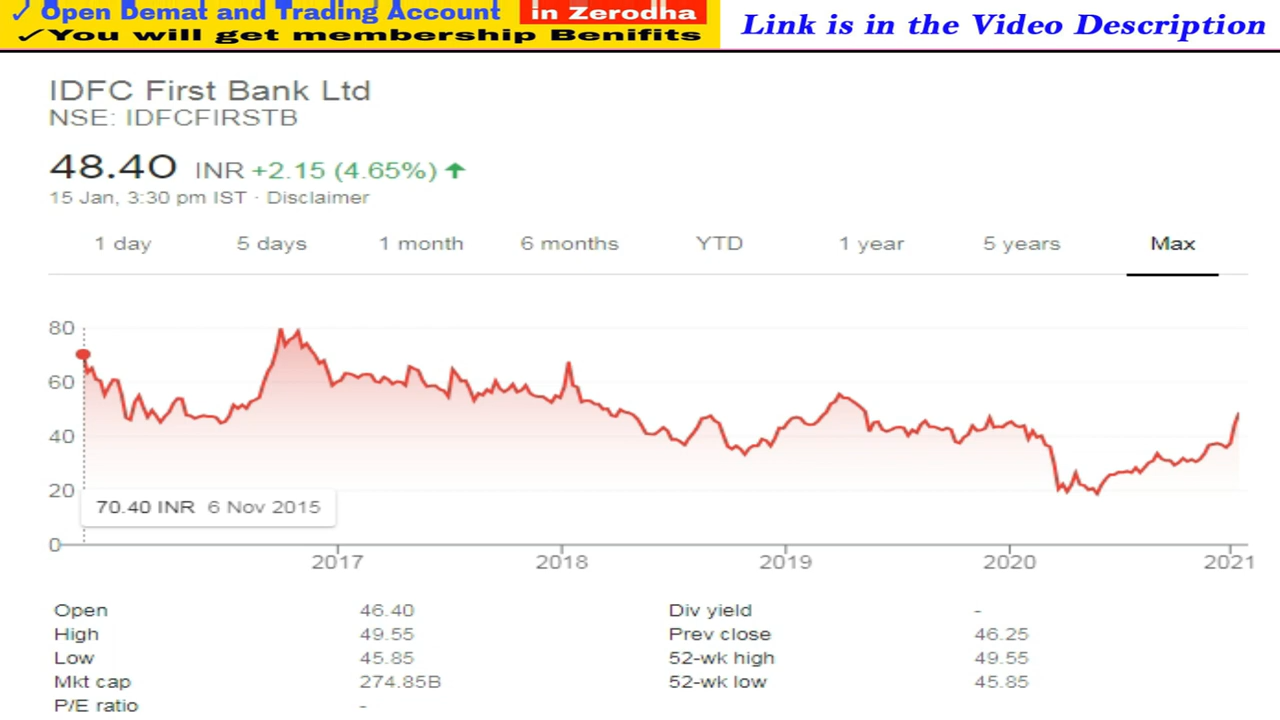 ✓ Open Demat and Trading Account in Zerodha
✓You will get membership Benifits
Link is in the Video Description
IDFC First Bank Ltd
NSE: IDFCFIRSTB
48.40 INR +2.15 (4.65%) ↑
15 Jan, 3:30 pm IST · Disclaimer
1 day 5 days 1 month 6 months YTD 1 year 5 years Max
80
60
40
20
70.40 INR 6 Nov 2015
0
2017 2018 2019 2020 2021
Open 46.40 Div yield -
High 49.55 Prev close 46.25
Low 45.85 52-wk high 49.55
Mkt cap 274.85B 52-wk low 45.85
P/E ratio -